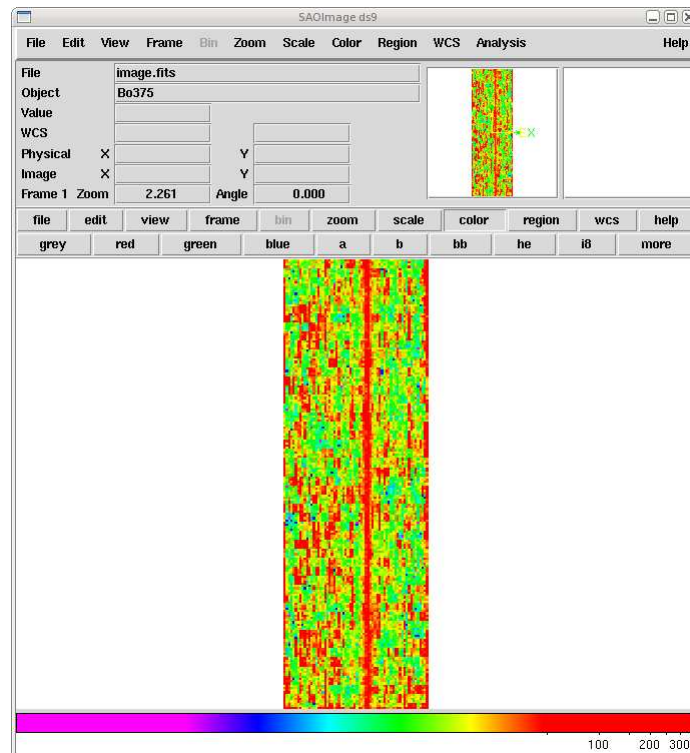 SAOImage ds9
File Edit View Frame Bin Zoom Scale Color Region WCS Analysis Help
File image.fits
Object Bo375
Value
WCS
Physical X Y
Image X Y
Frame 1 Zoom 2.261 Angle 0.000
X
file edit view frame bin zoom scale color region wcs help
grey red green blue a b bb he i8 more
100 200 300